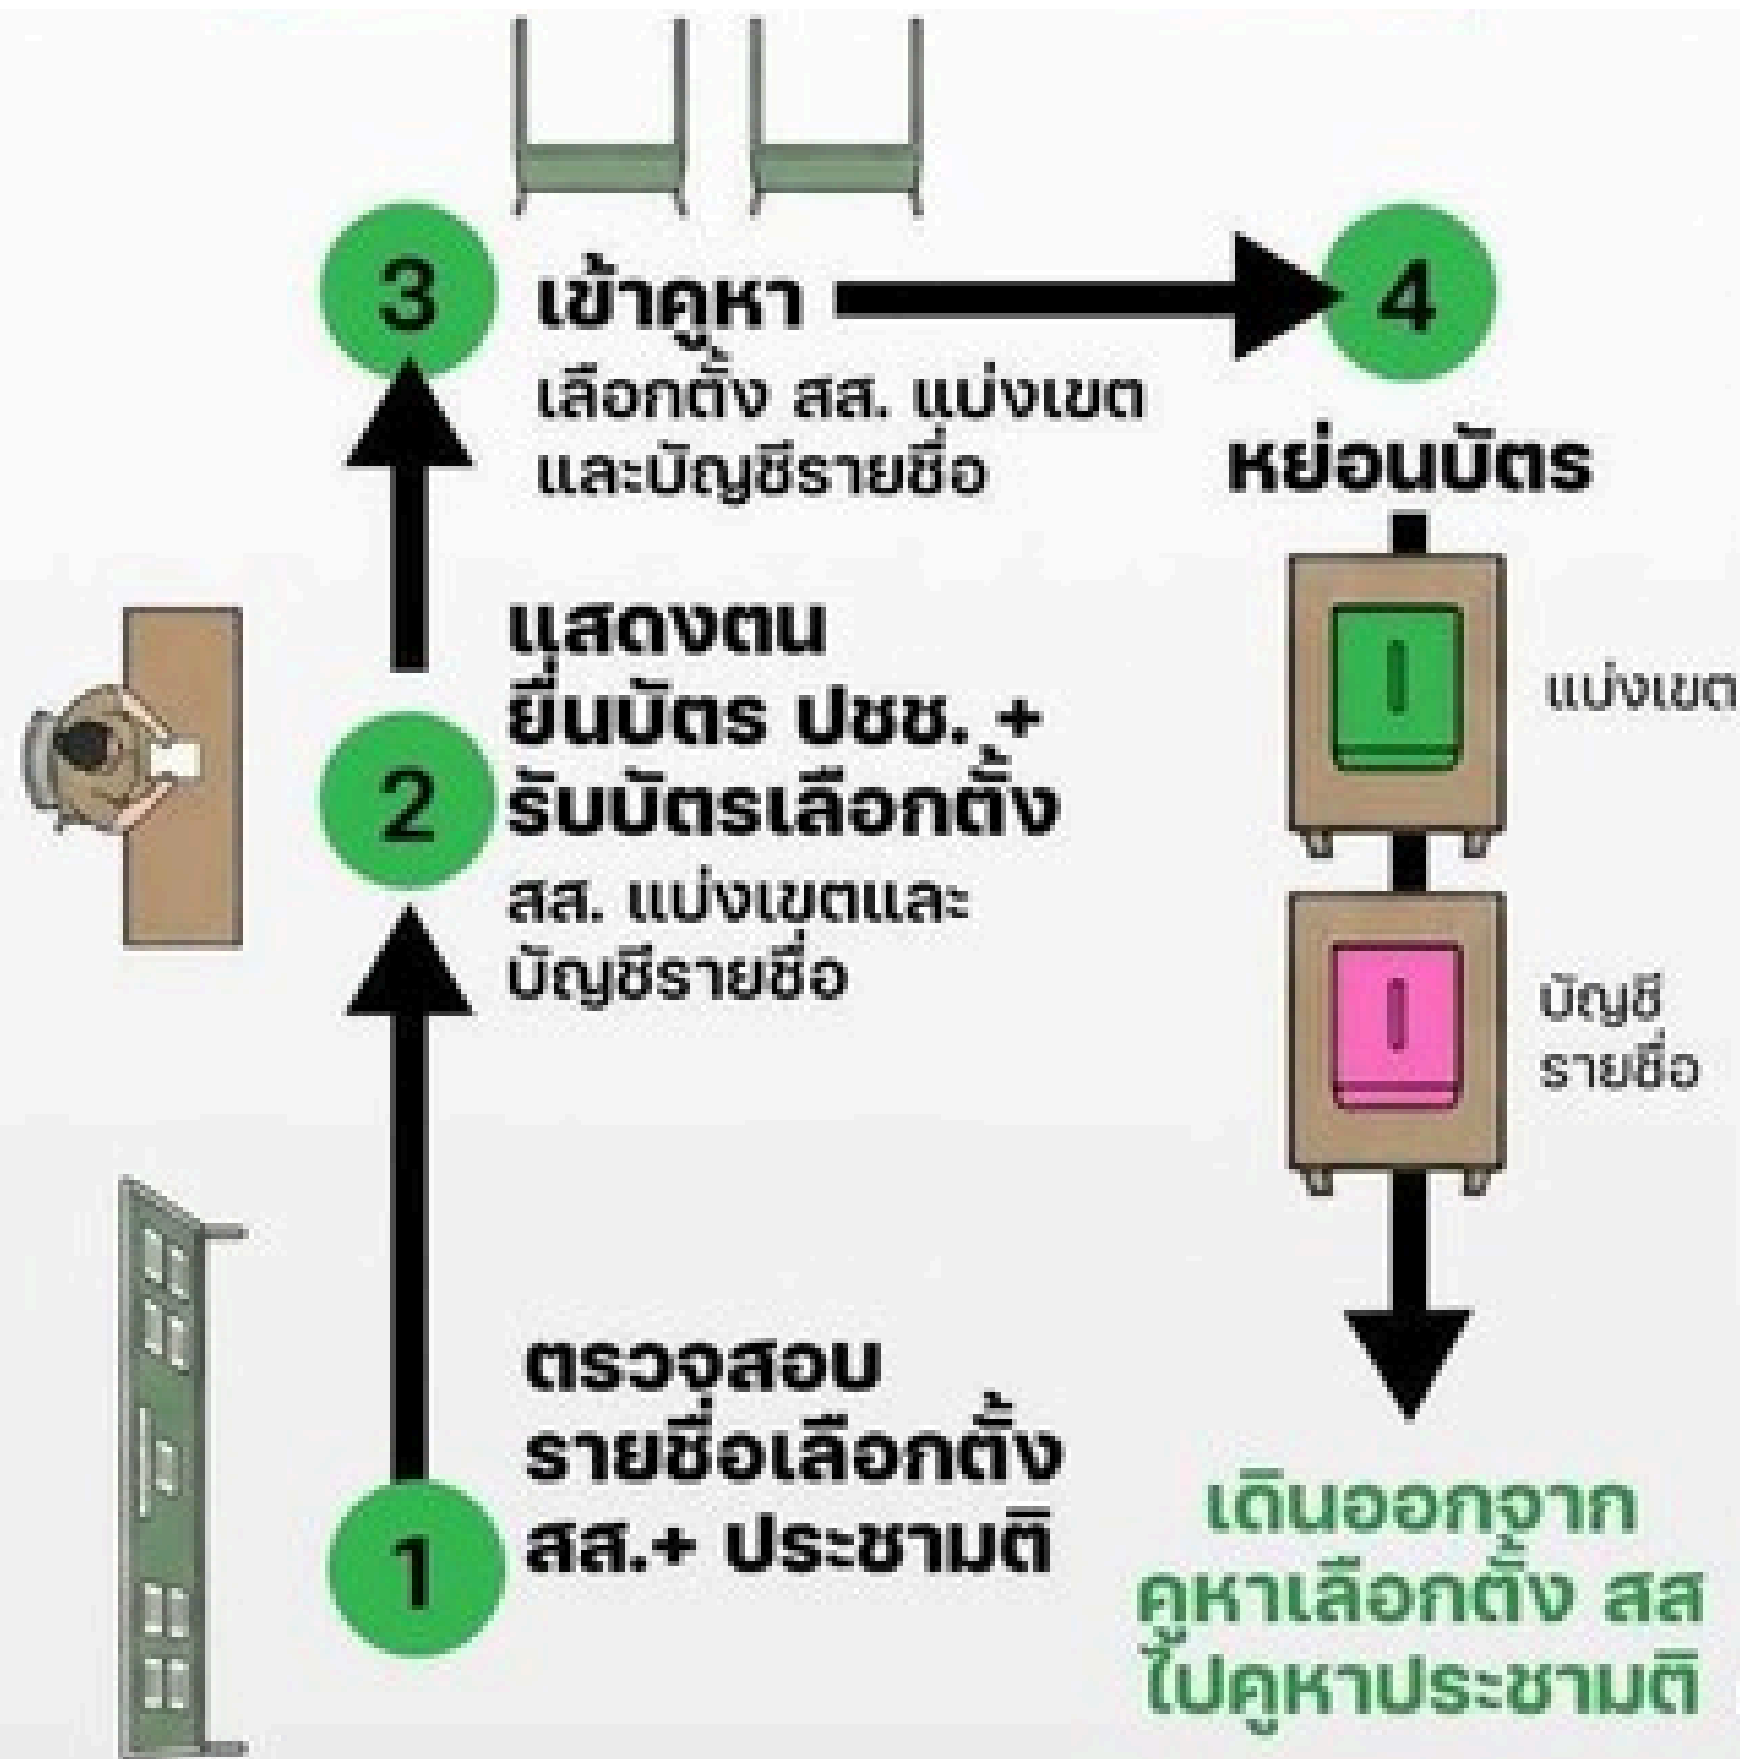 3
เข้าคูหา
เลือกตั้ง สส. แบ่งเขต
และบัญชีรายชื่อ
4
หย่อนบัตร
แบ่งเขต
บัญชี
รายชื่อ
แสดงตน
ยื่นบัตร ปชช. +
2
รับบัตรเลือกตั้ง
สส. แบ่งเขตและ
บัญชีรายชื่อ
ตรวจสอบ
รายชื่อเลือกตั้ง
1
สส.+ ประชามติ
เดินออกจาก
คูหาเลือกตั้ง สส
ไปคูหาประชามติ